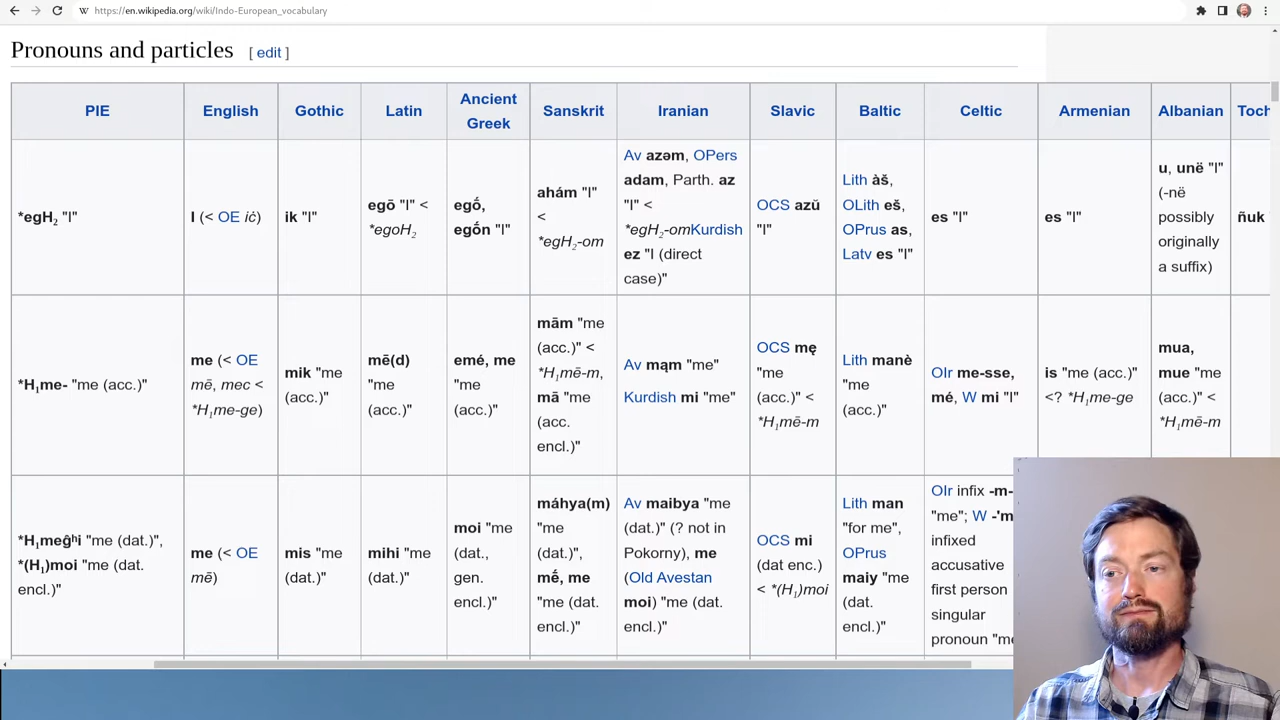 https://en.wikipedia.org/wiki/Indo-European_vocabulary
Pronouns and particles [ edit ]
PIE
English
Gothic
Latin
Ancient
Greek
Sanskrit
Iranian
Slavic
Baltic
Celtic
Armenian
Albanian
Toch
*egH₂ "I"
I (< OE iċ)
ik "I"
egō "I" <
*egoH₂
egṓ,
egṓn "I"
ahám "I"
<
*egH₂-om
Av azəm, OPers
adam, Parth. az
"I" <
*egH₂-omKurdish
ez "I (direct
case)"
OCS azŭ
"I"
Lith àš,
OLith eš,
OPrus as,
Latv es "I"
es "I"
es "I"
u, unë "I"
(-në
possibly
originally
a suffix)
ñuk
*H₁me- "me (acc.)"
me (< OE
mē, mec <
*H₁me-ge)
mik "me
(acc.)"
mē(d)
"me
(acc.)"
emé, me
"me
(acc.)"
mām "me
(acc.)" <
*H₁mē-m,
mā "me
(acc.
encl.)"
Av mąm "me"
Kurdish mi "me"
OCS mę
"me
(acc.)" <
*H₁mē-m
Lith manè
"me
(acc.)"
OIr me-sse,
mé, W mi "I"
is "me (acc.)"
<? *H₁me-ge
mua,
mue "me
(acc.)" <
*H₁mē-m
*H₁meĝʰi "me (dat.)",
*(H₁)moi "me (dat.
encl.)"
me (< OE
mē)
mis "me
(dat.)"
mihi "me
(dat.)"
moi "me
(dat.,
gen.
encl.)"
máhya(m)
"me
(dat.)",
mḗ, me
"me (dat.
encl.)"
Av maibya "me
(dat.)" (? not in
Pokorny), me
(Old Avestan
moi) "me (dat.
encl.)"
OCS mi
(dat encl.)
< *(H₁)moi
Lith man
"for me",
OPrus
maiy "me
(dat.
encl.)"
OIr infix -m-
"me"; W -'m
infixed
accusative
first person
singular
pronoun "me